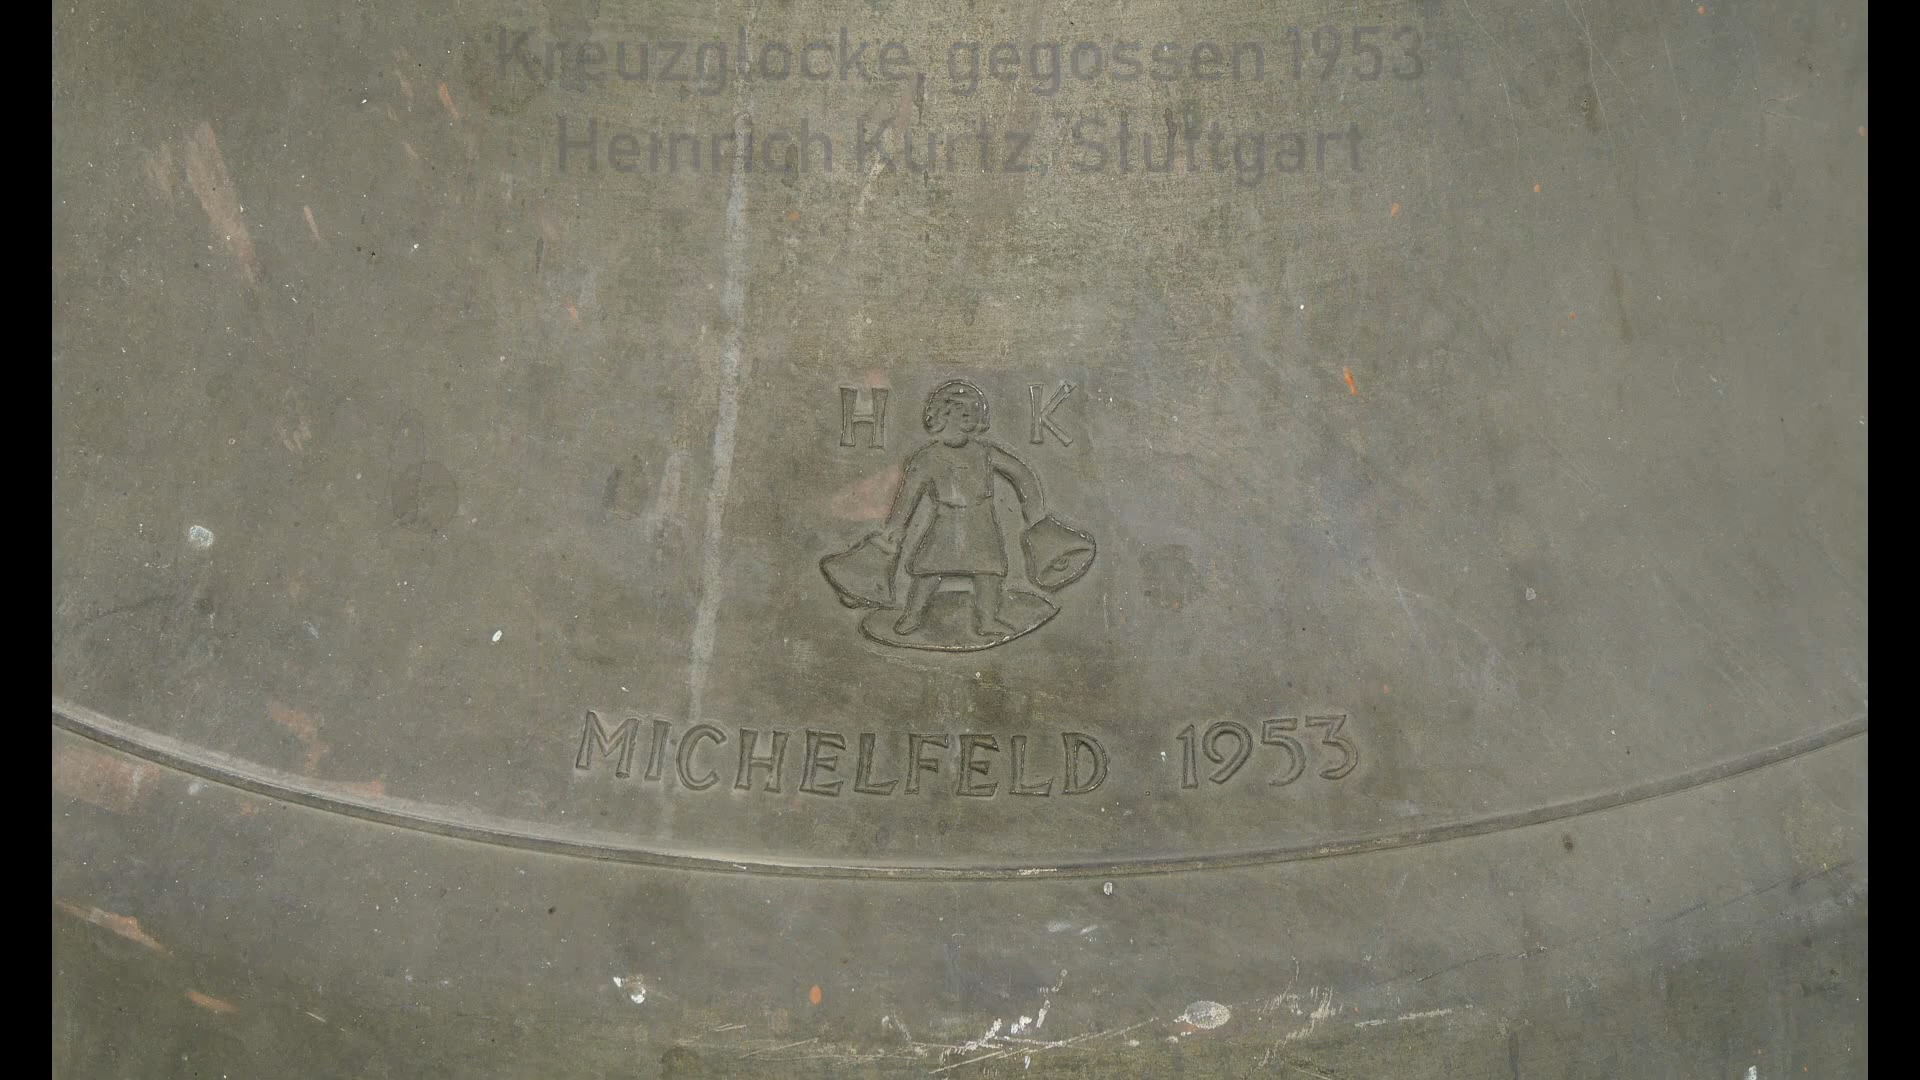 Kreuzglocke, gegossen 1953
Heinrich Kurtz, Stuttgart
H K
MICHELFELD 1953